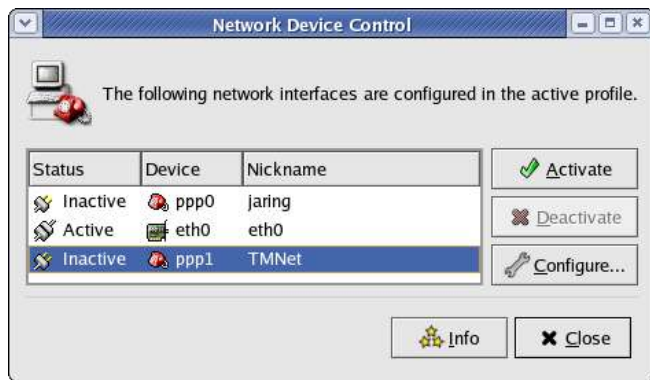 Network Device Control
The following network interfaces are configured in the active profile.
Status Device Nickname
Inactive ppp0 jaring
Active eth0 eth0
Inactive ppp1 TMNet
Activate
Deactivate
Configure...
Info
Close